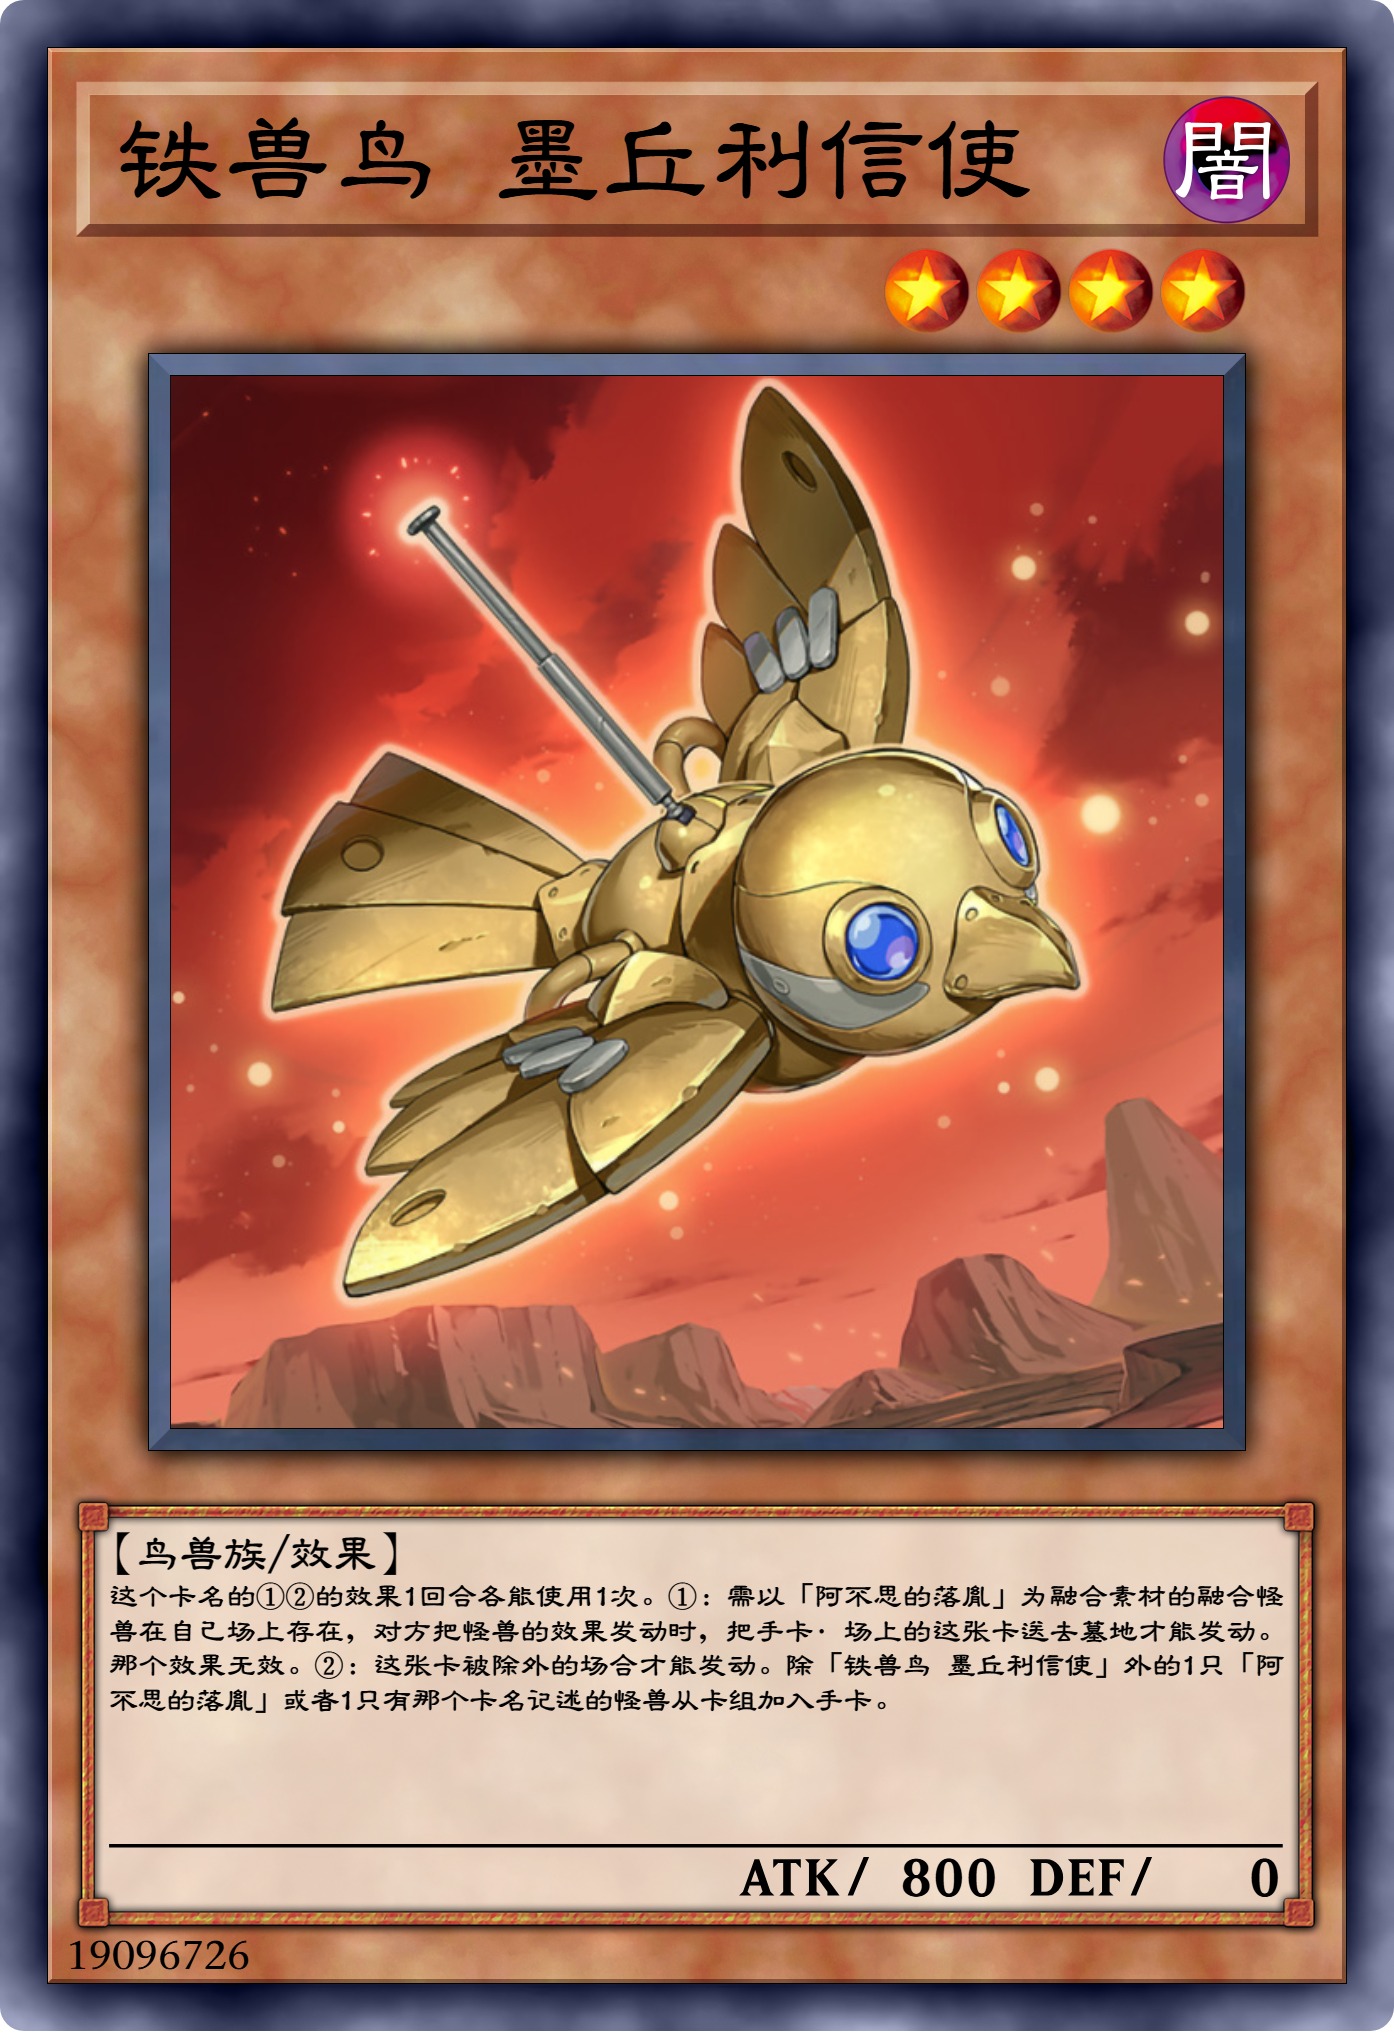 铁兽鸟 墨丘利信使
闇
【鸟兽族/效果】
这个卡名的①②的效果1回合各能使用1次。①：需以「阿不思的落胤」为融合素材的融合怪
兽在自己场上存在，对方把怪兽的效果发动时，把手卡·场上的这张卡送去墓地才能发动。
那个效果无效。②：这张卡被除外的场合才能发动。除「铁兽鸟 墨丘利信使」外的1只「阿
不思的落胤」或者1只有那个卡名记述的怪兽从卡组加入手卡。
ATK/ 800 DEF/ 0
19096726